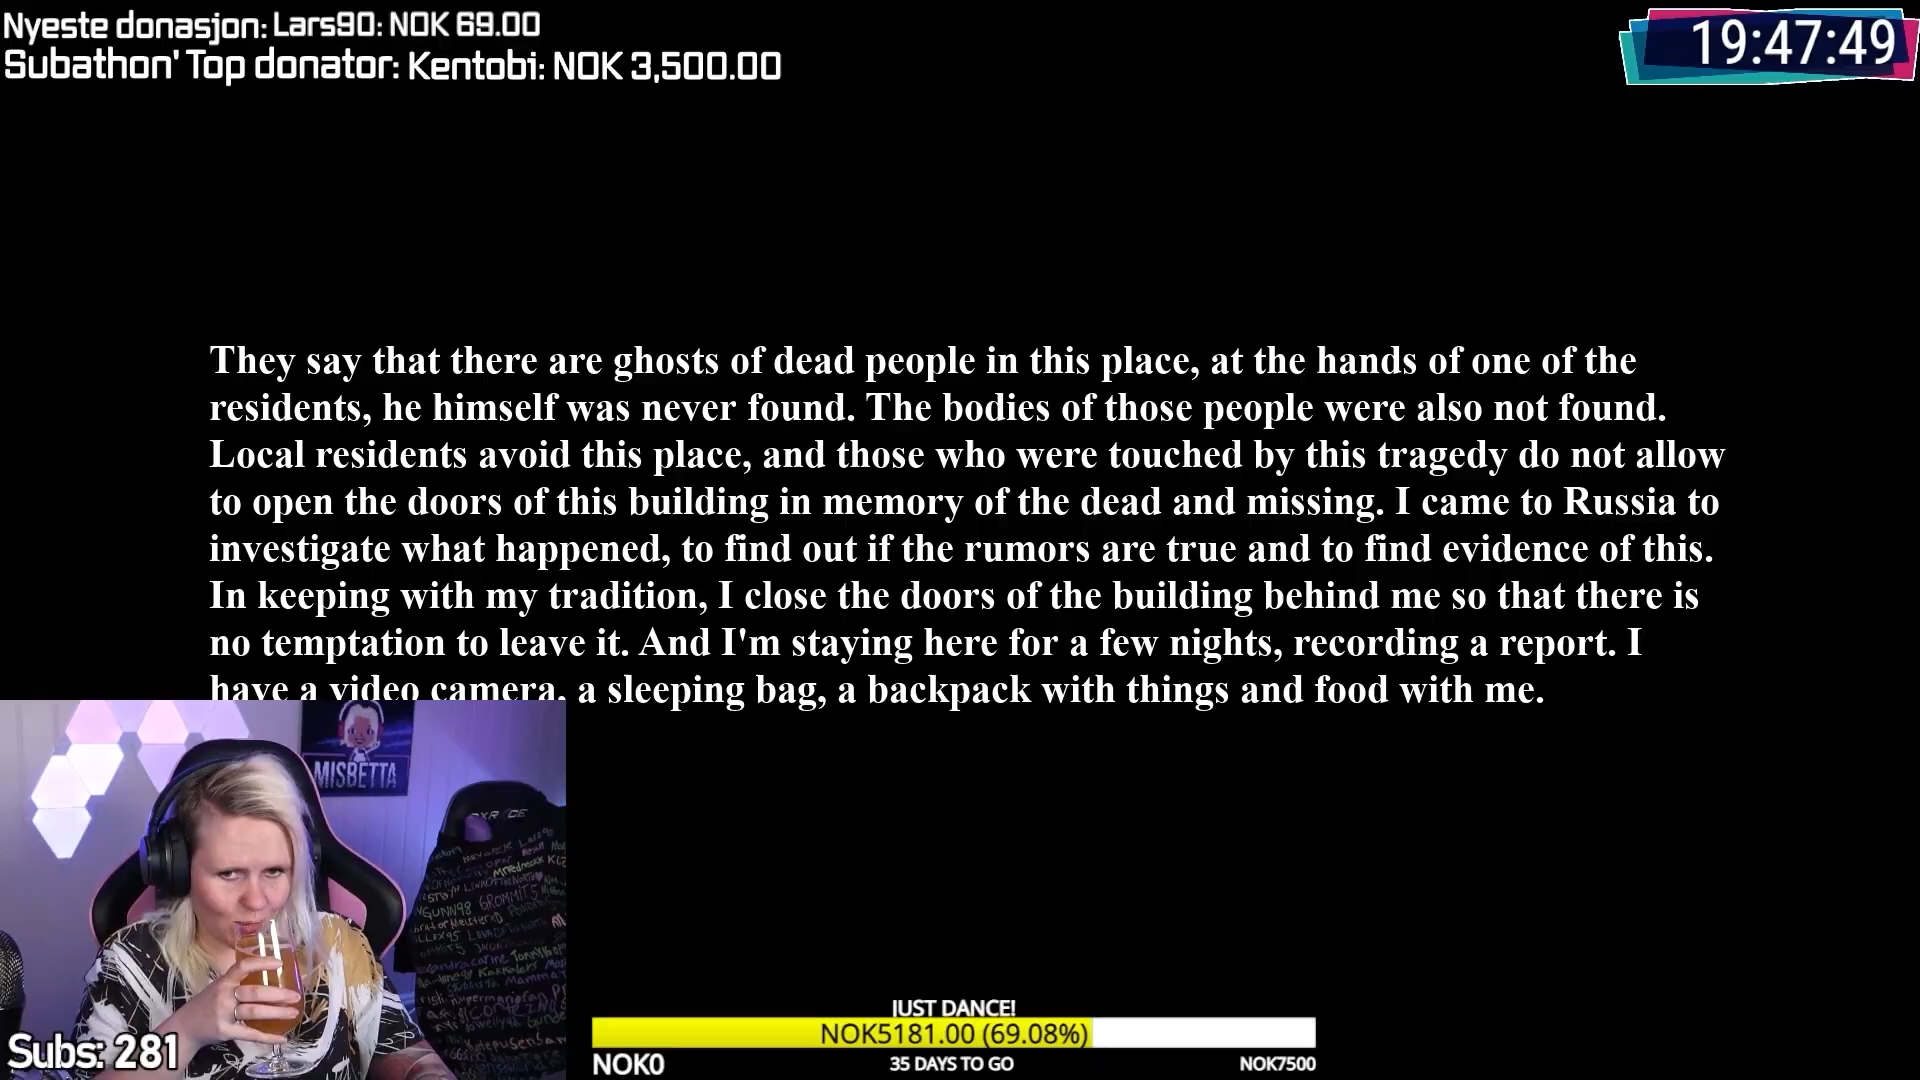 Nyeste donasjon: Lars90: NOK 69.00
Subathon' Top donator: Kentobi: NOK 3,500.00
19:47:49
They say that there are ghosts of dead people in this place, at the hands of one of the
residents, he himself was never found. The bodies of those people were also not found.
Local residents avoid this place, and those who were touched by this tragedy do not allow
to open the doors of this building in memory of the dead and missing. I came to Russia to
investigate what happened, to find out if the rumors are true and to find evidence of this.
In keeping with my tradition, I close the doors of the building behind me so that there is
no temptation to leave it. And I'm staying here for a few nights, recording a report. I
have a video camera, a sleeping bag, a backpack with things and food with me.
MISBETTA
GROMMIT5
Subs: 281
JUST DANCE!
NOK5181.00 (69.08%)
NOK0
35 DAYS TO GO
NOK7500